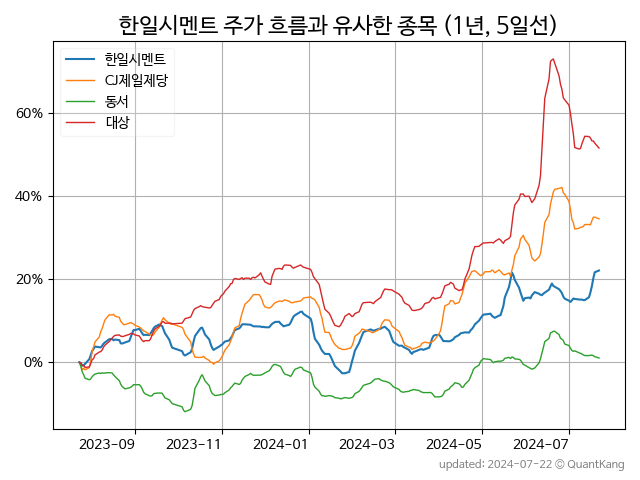 한일시멘트 주가 흐름과 유사한 종목 (1년, 5일선)
한일시멘트
CJ제일제당
동서
대상
60%
40%
20%
0%
2023-09 2023-11 2024-01 2024-03 2024-05 2024-07
updated: 2024-07-22 © QuantKang